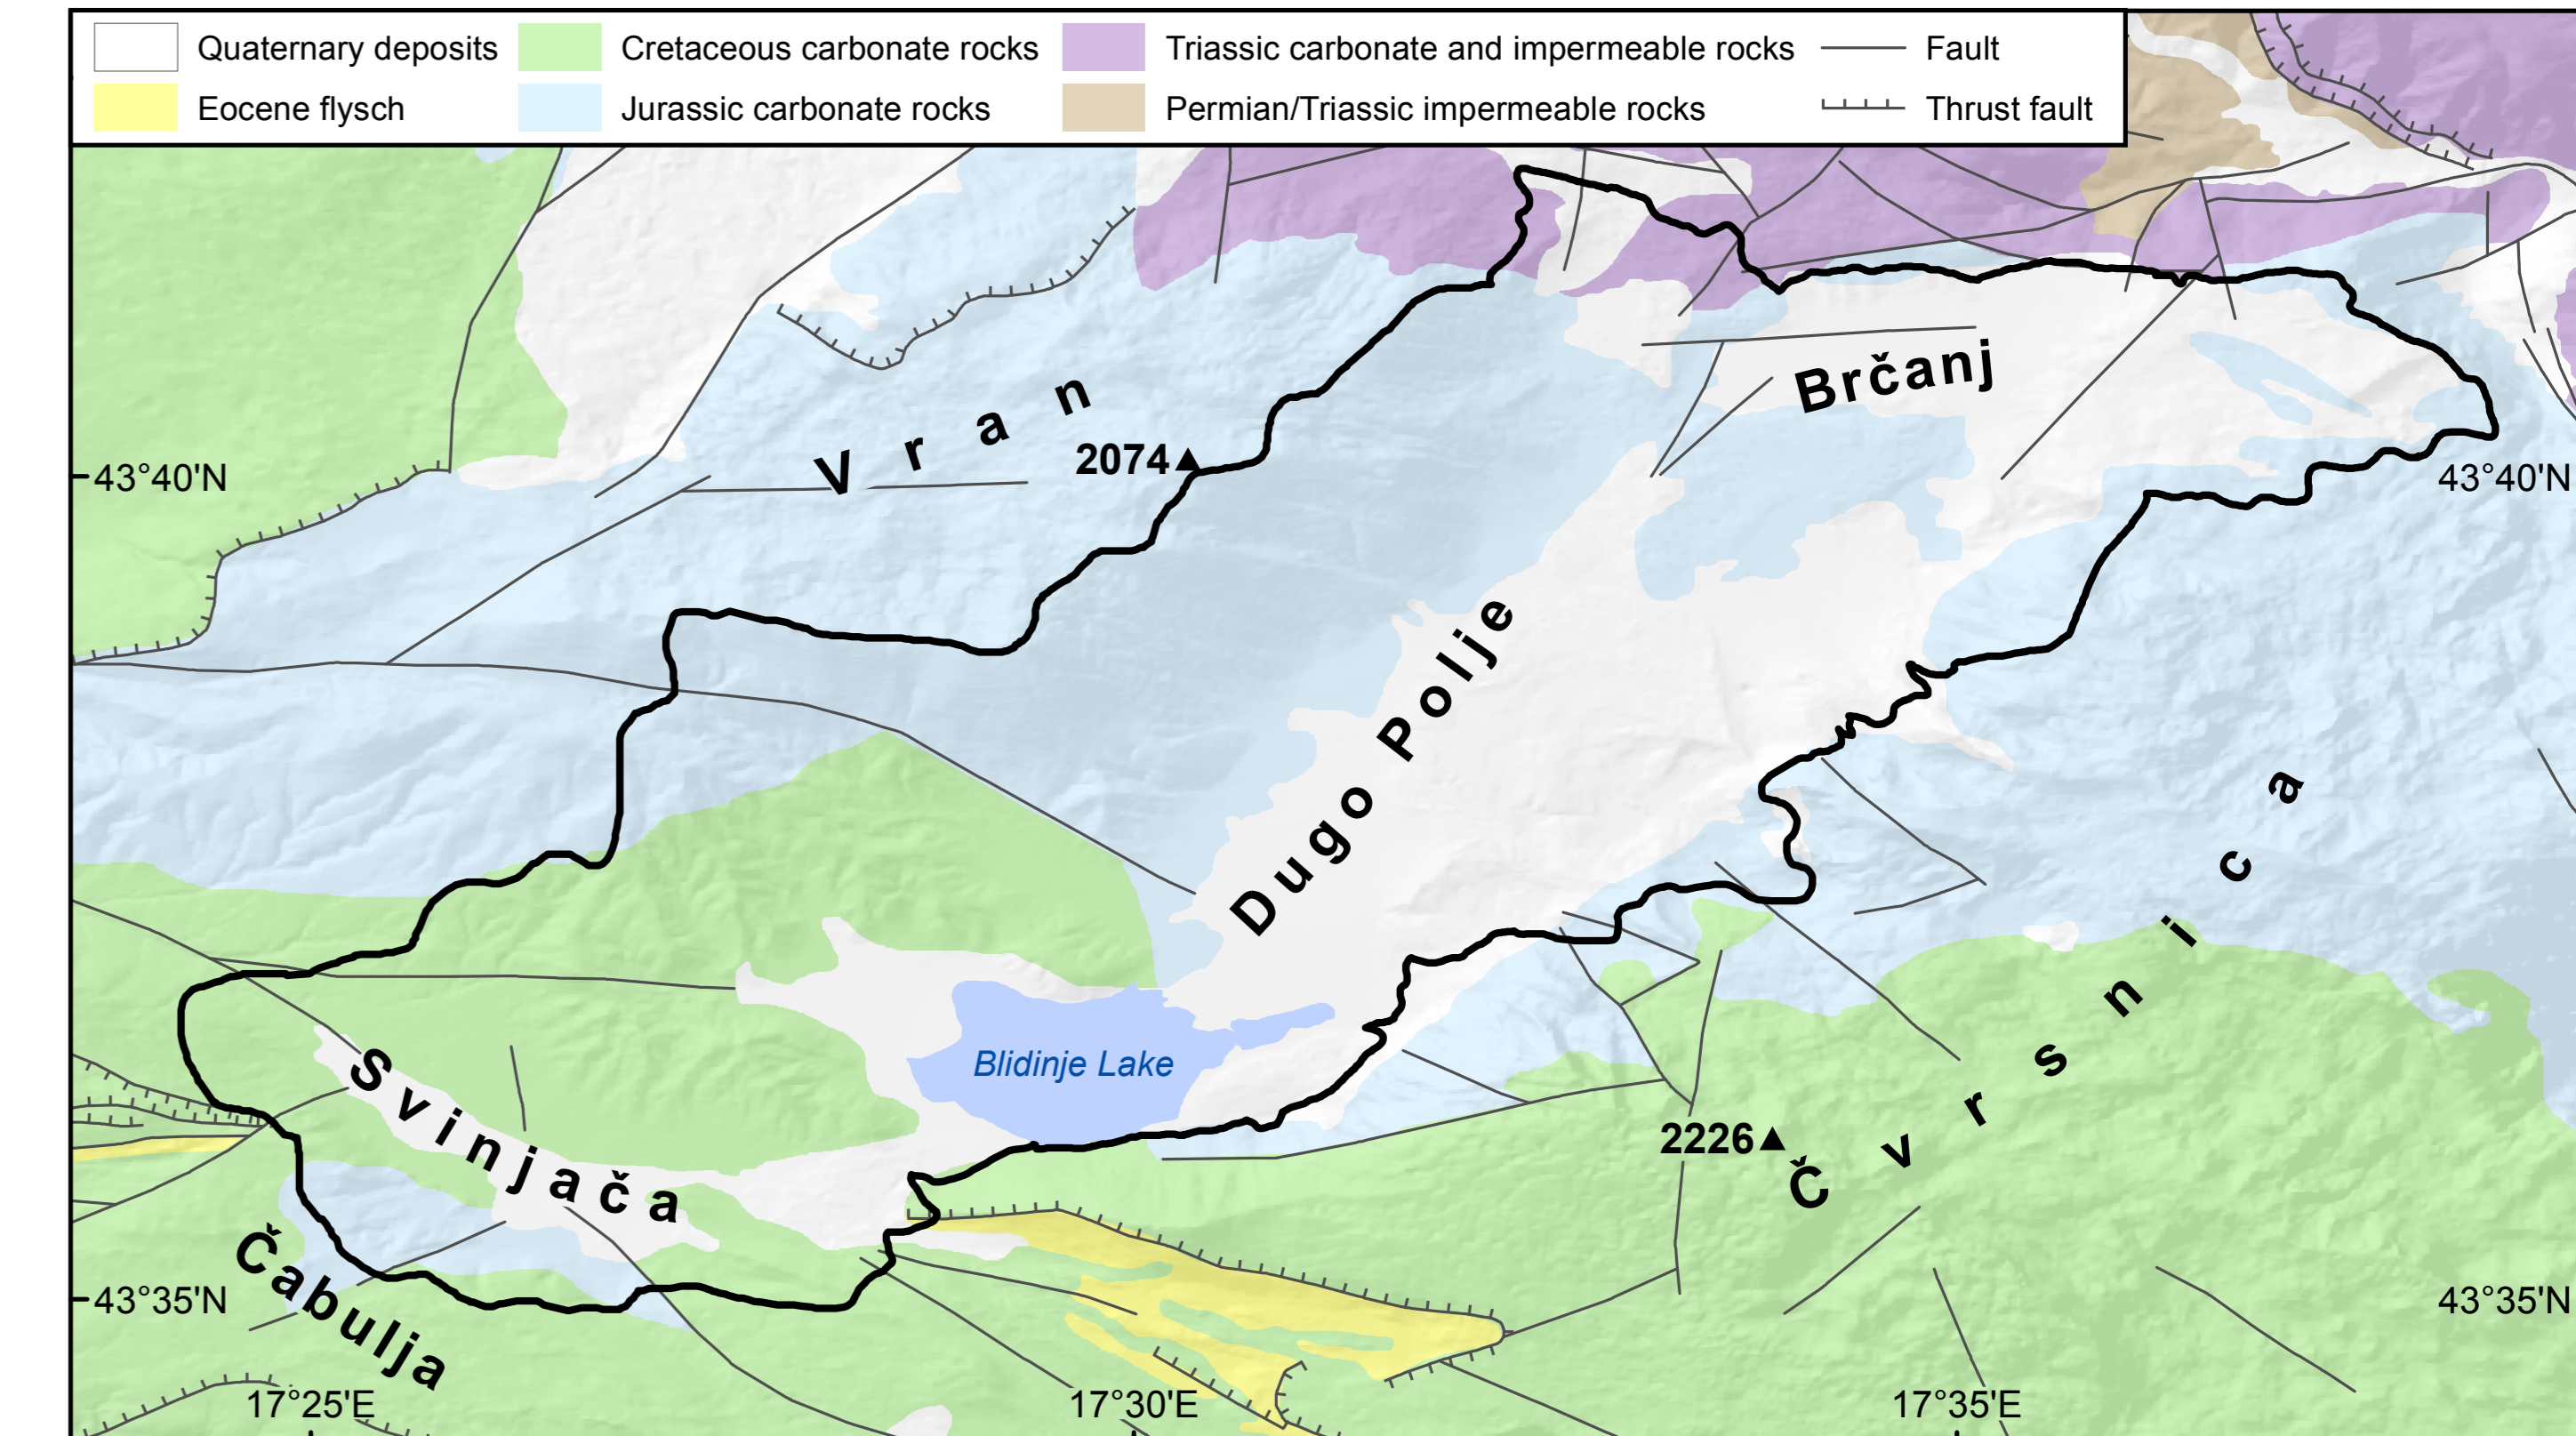 Quaternary deposits
Cretaceous carbonate rocks
Triassic carbonate and impermeable rocks
Fault
Eocene flysch
Jurassic carbonate rocks
Permian/Triassic impermeable rocks
Thrust fault
Brčanj
Vran
2074
43°40'N
43°40'N
Dugo Polje
Blidinje Lake
Svinjača
2226
Čvrsnica
Čabulja
43°35'N
43°35'N
17°25'E
17°30'E
17°35'E